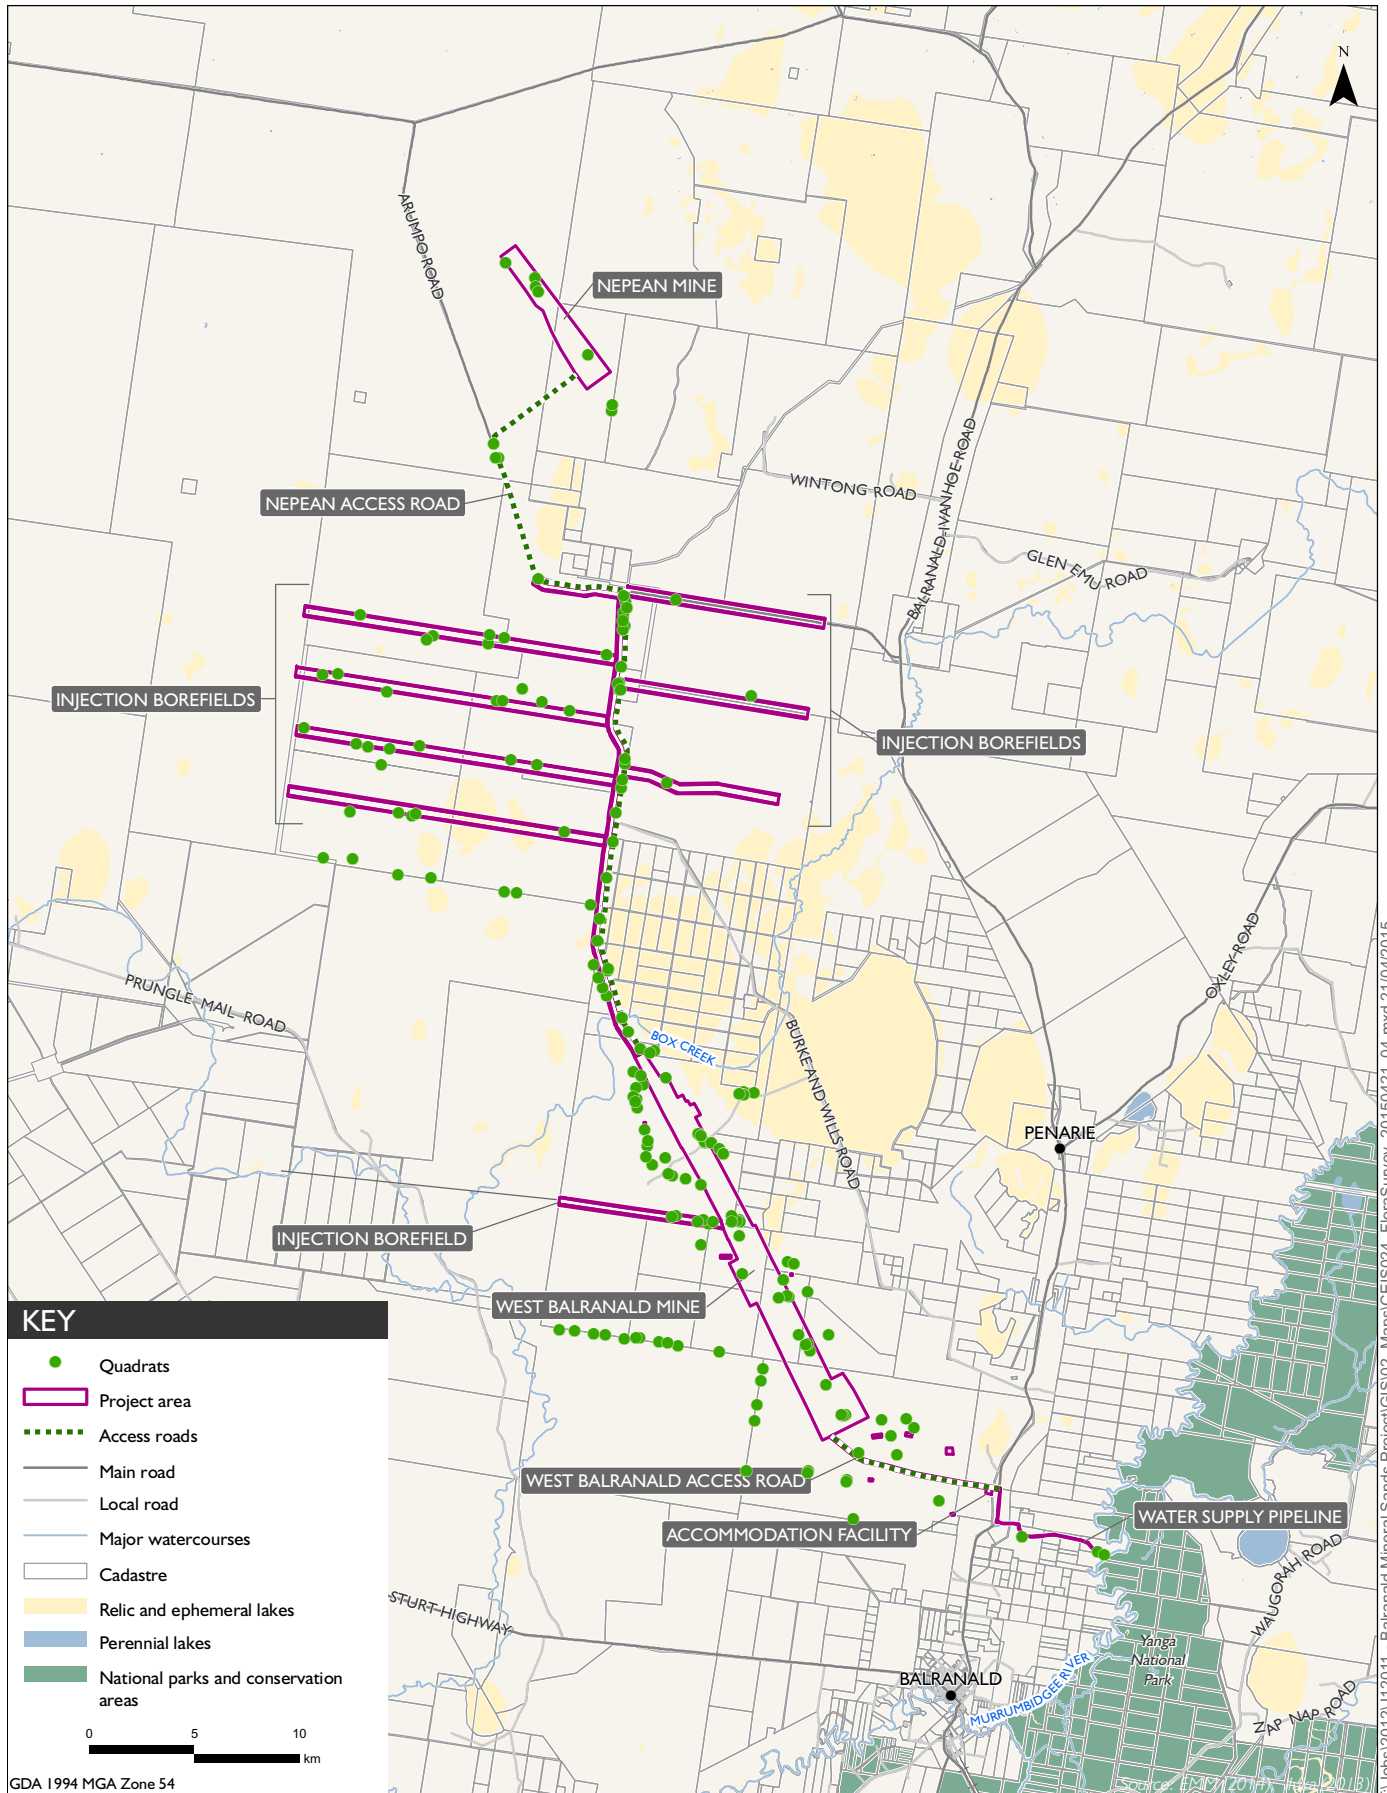 N
ARUMPO ROAD
NEPEAN MINE
NEPEAN ACCESS ROAD
WINTONG ROAD
BALRANALD-IVANHOE ROAD
GLEN EMU ROAD
INJECTION BOREFIELDS
INJECTION BOREFIELDS
OXLEY ROAD
PRUNGLE MAIL ROAD
BOX CREEK
BURKE AND WILLS ROAD
PENARIE
INJECTION BOREFIELD
WEST BALRANALD MINE
WEST BALRANALD ACCESS ROAD
WATER SUPPLY PIPELINE
ACCOMMODATION FACILITY
WAUGORAH ROAD
STURT HIGHWAY
Yanga
National
Park
BALRANALD
MURRUMBIDGEE RIVER
ZAP NAP ROAD
KEY
Quadrats
Project area
Access roads
Main road
Local road
Major watercourses
Cadastre
Relic and ephemeral lakes
Perennial lakes
National parks and conservation
areas
0 5 10
km
GDA 1994 MGA Zone 54
Source: EMM (2014);
(2013)